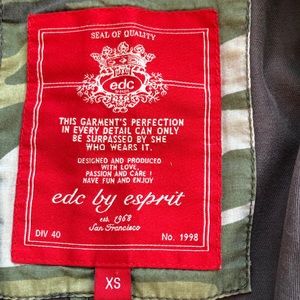 SEAL OF QUALITY
edc
THIS GARMENT'S PERFECTION
IN EVERY DETAIL CAN ONLY
BE SURPASSED BY SHE
WHO WEARS IT.
DESIGNED AND PRODUCED
WITH LOVE,
PASSION AND CARE!
HAVE FUN AND ENJOY
edc by esprit
est. 1968
San Francisco
DIV 40 No. 1998
XS